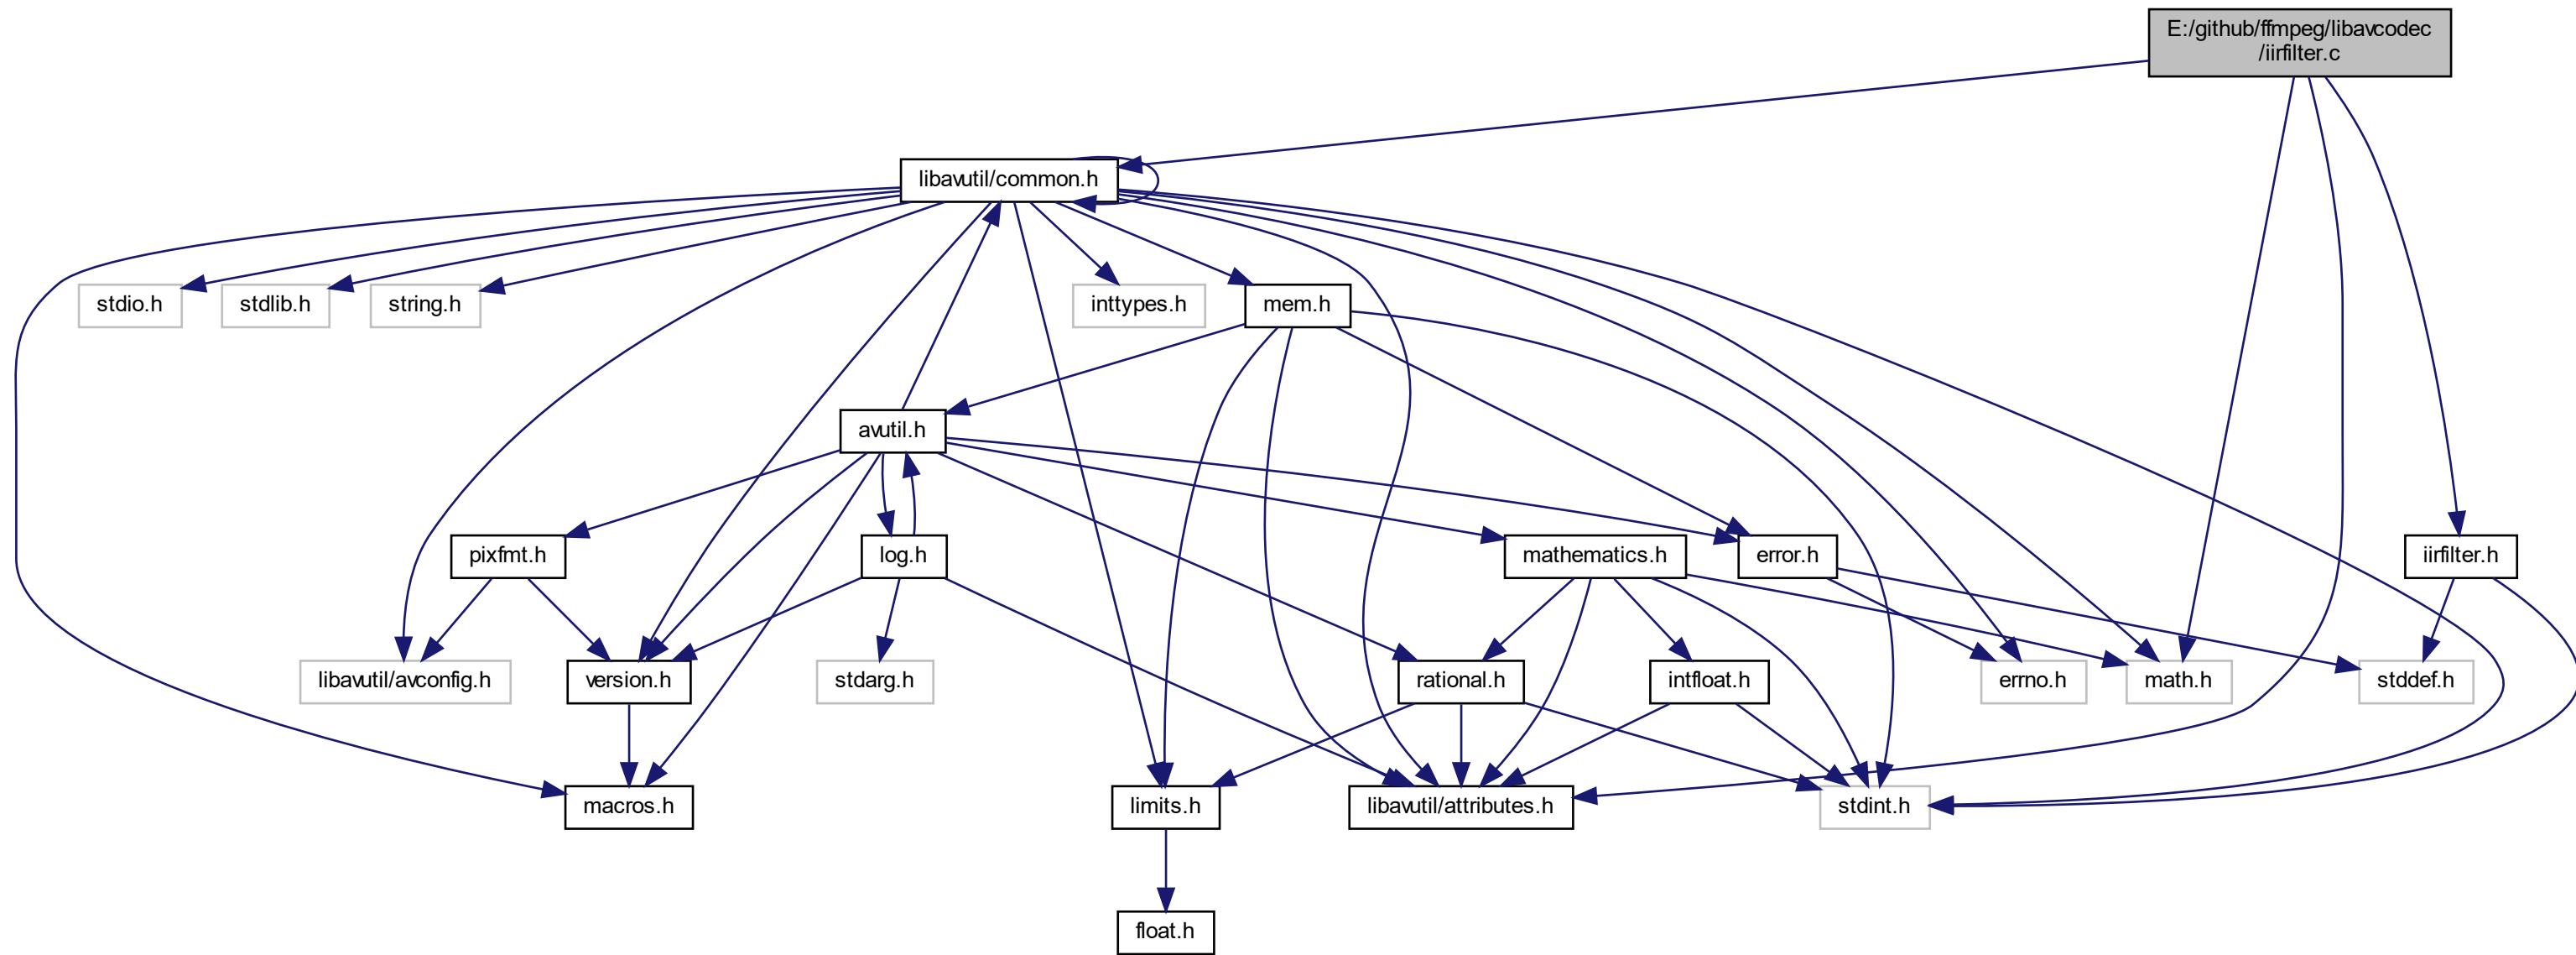 E:/github/ffmpeg/libavcodec
/iirfilter.c
libavutil/common.h
stdio.h
stdlib.h
string.h
inttypes.h
mem.h
avutil.h
pixfmt.h
log.h
mathematics.h
error.h
iirfilter.h
libavutil/avconfig.h
version.h
stdarg.h
rational.h
intfloat.h
errno.h
math.h
stddef.h
macros.h
limits.h
libavutil/attributes.h
stdint.h
float.h